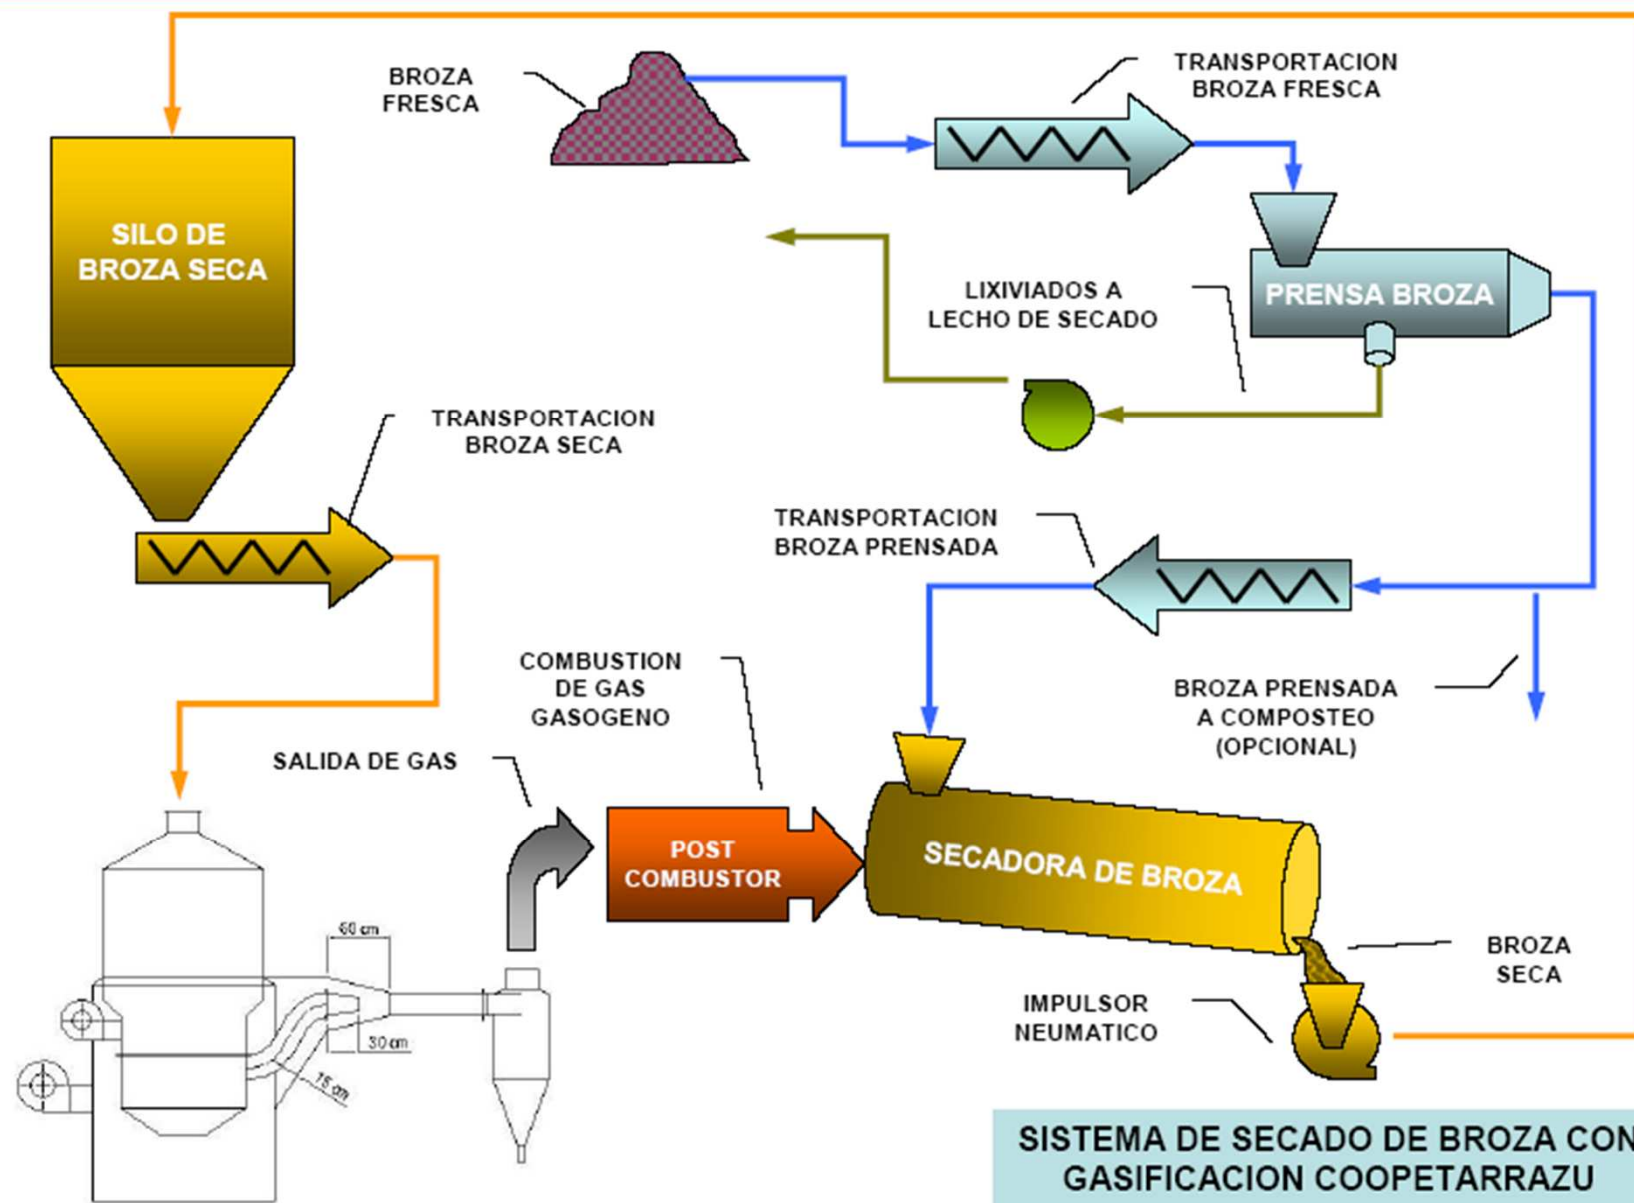 BROZA
FRESCA
TRANSPORTACION
BROZA FRESCA
SILO DE
BROZA SECA
PRENSA BROZA
LIXIVIADOS A
LECHO DE SECADO
TRANSPORTACION
BROZA SECA
TRANSPORTACION
BROZA PRENSADA
COMBUSTION
DE GAS
GASOGENO
BROZA PRENSADA
A COMPOSTEO
(OPCIONAL)
SALIDA DE GAS
POST
COMBUSTOR
SECADORA DE BROZA
60 cm
30 cm
15 cm
BROZA
SECA
IMPULSOR
NEUMATICO
SISTEMA DE SECADO DE BROZA CON
GASIFICACION COOPETARRAZU